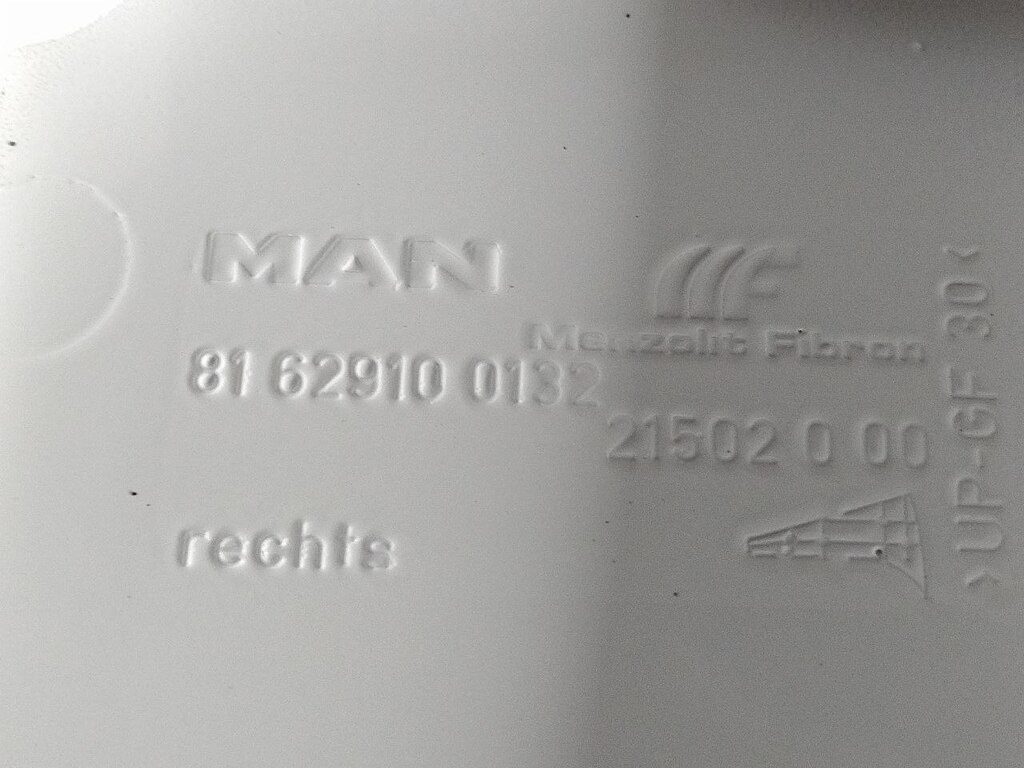 MAN
81 62910 0132
rechts
Menzolit Fibron
21502 0 00
>UP-GF 30<